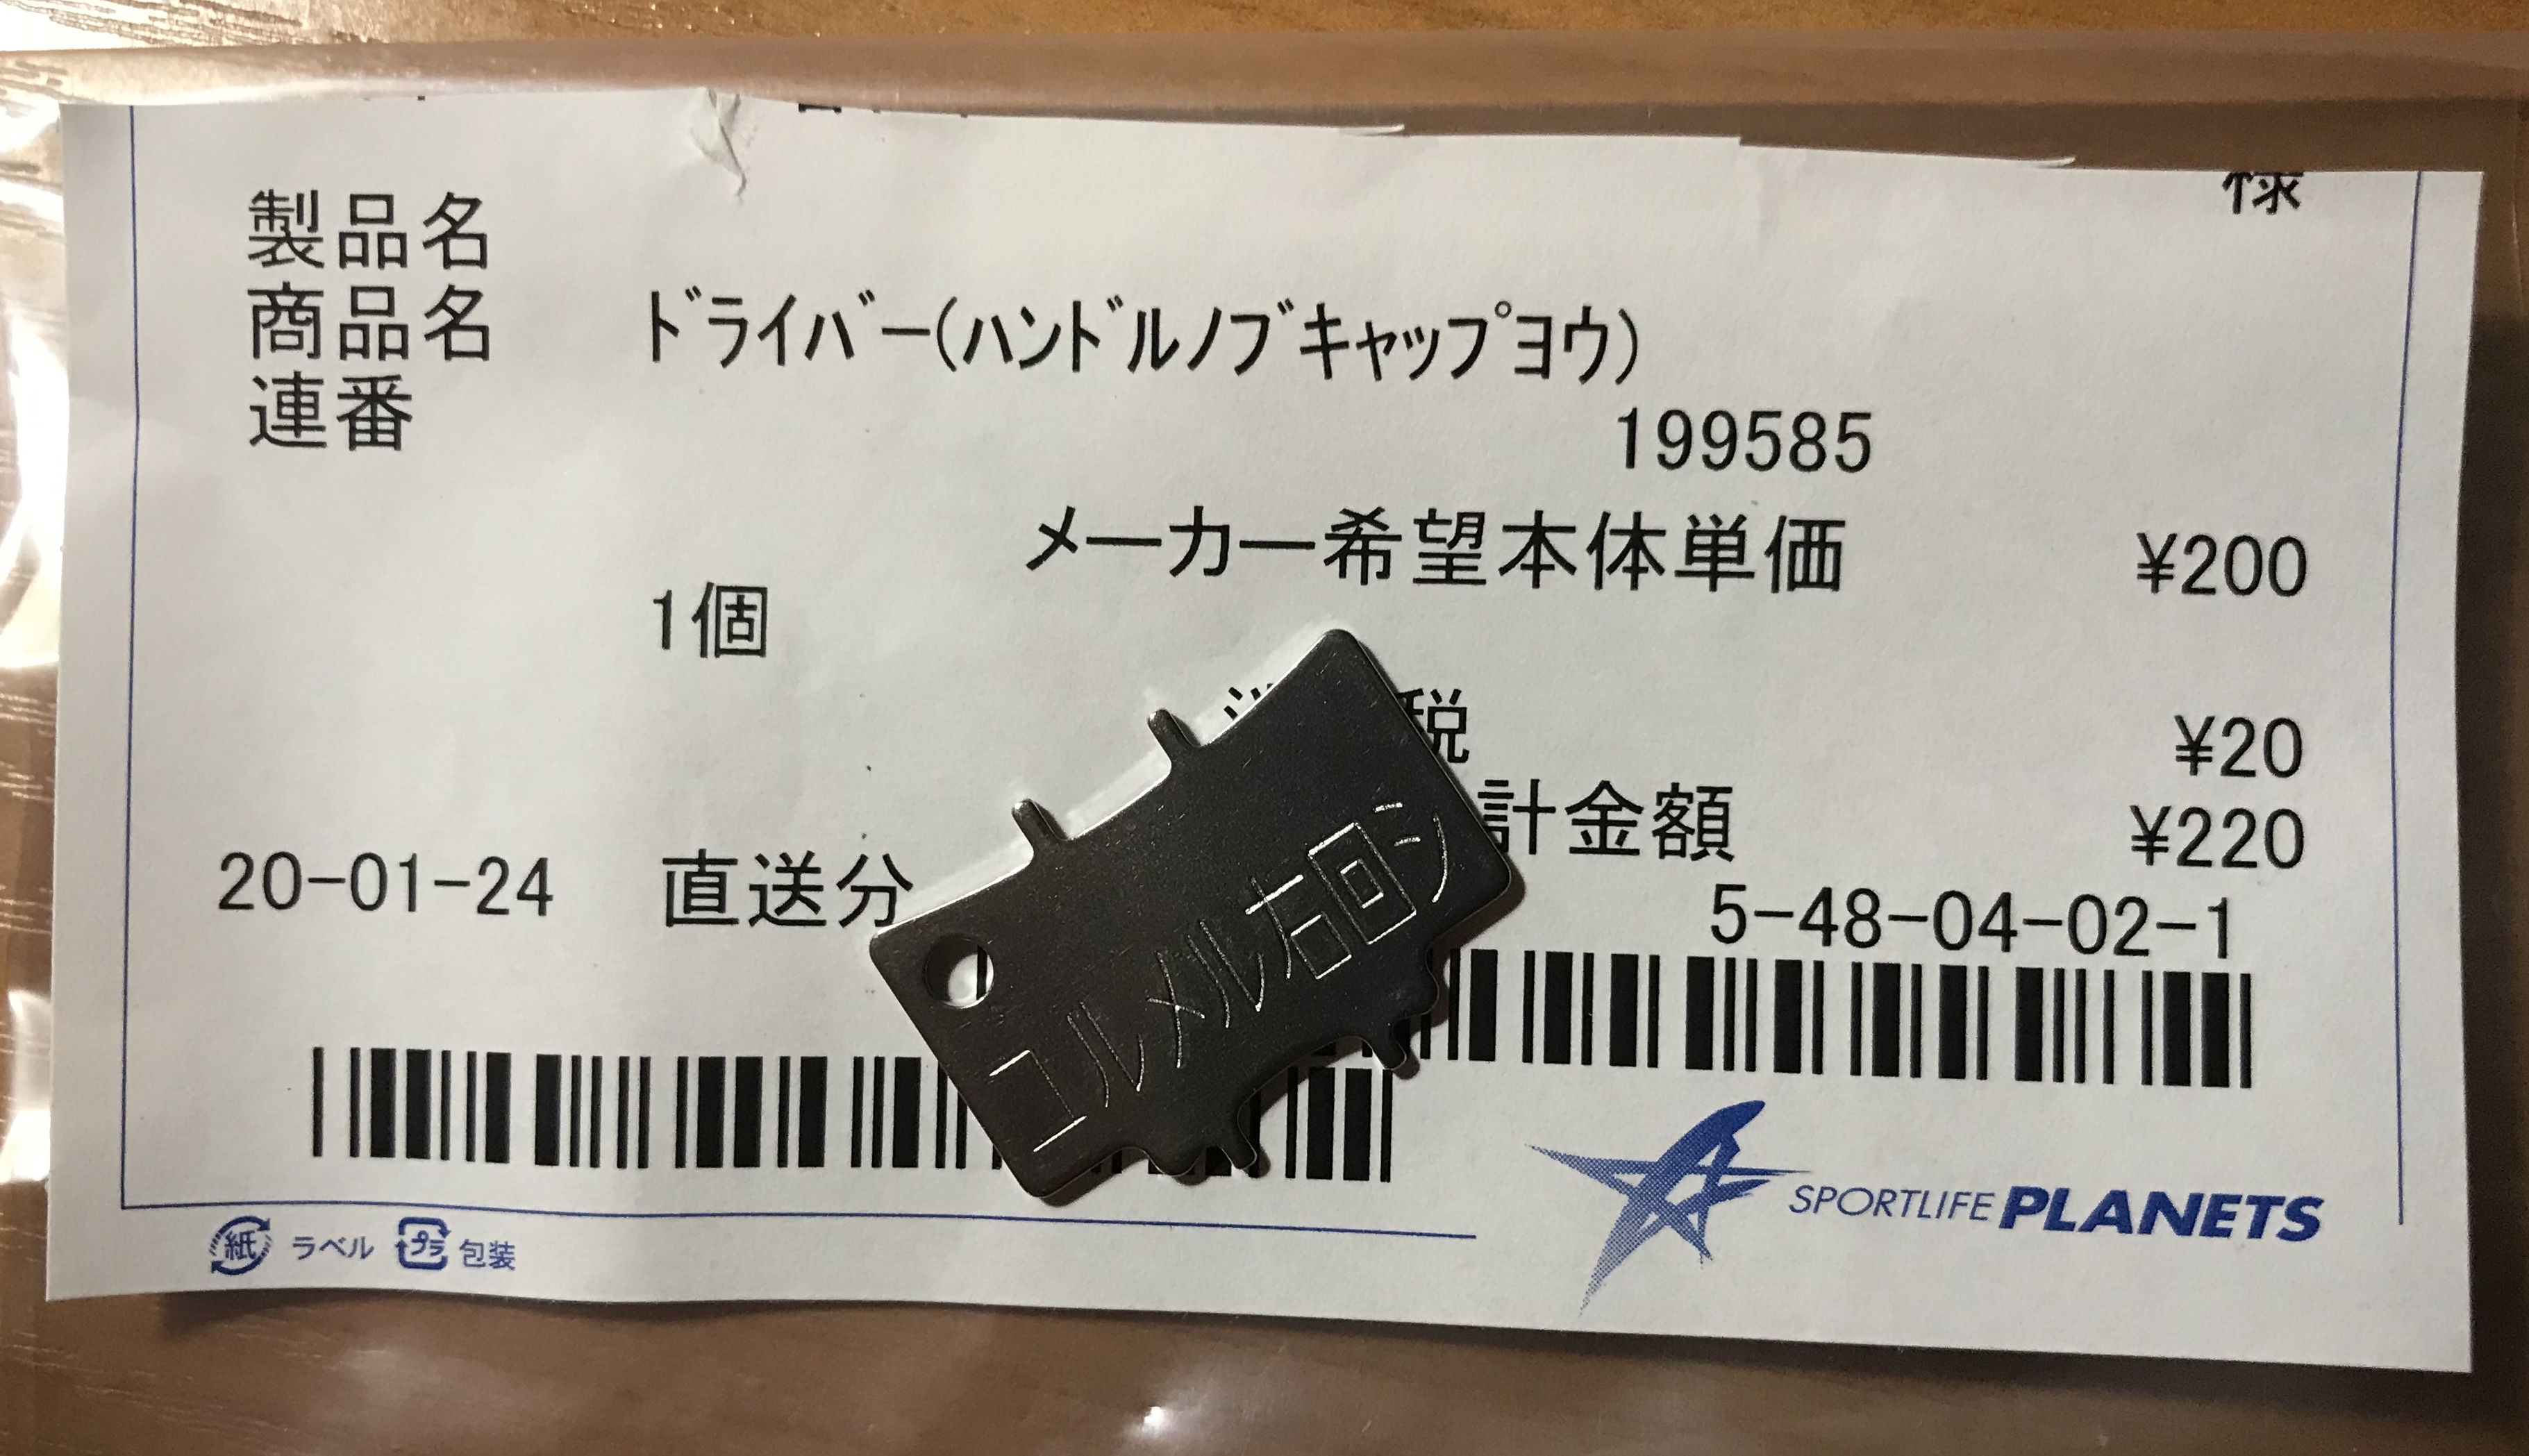 様
製品名
商品名 ﾄﾞﾗｲﾊﾞｰ(ﾊﾝﾄﾞﾙﾉﾌﾞｷｬｯﾌﾟﾖｳ)
連番 199585
メーカー希望本体単価 ¥200
1個
税 ¥20
計金額 ¥220
20-01-24 直送分 5-48-04-02-1
コルメル右回シ
紙 ラベル プラ 包装
SPORTLIFE PLANETS